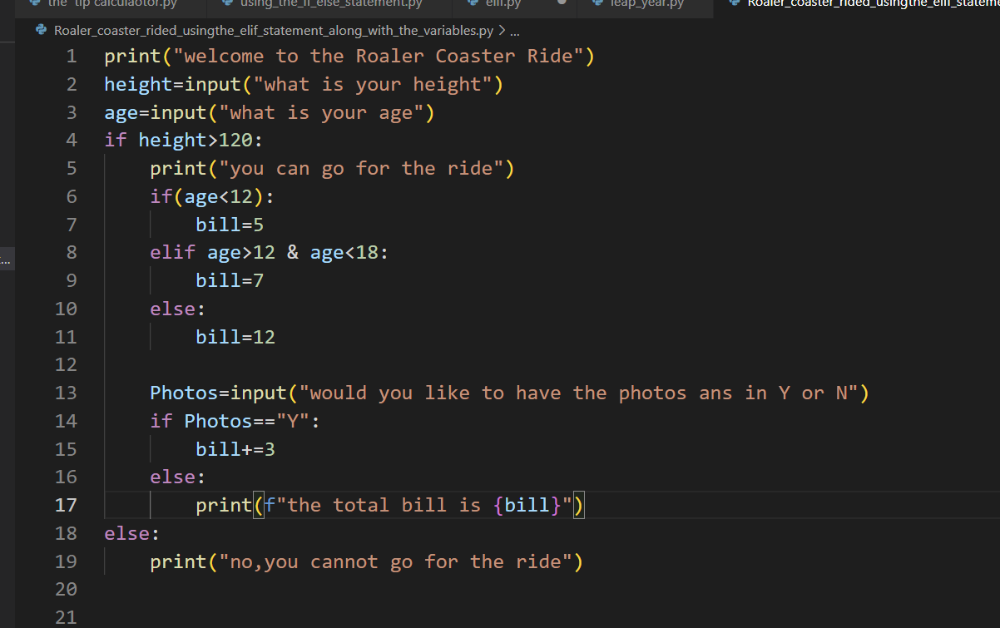 the tip calculaotor.py using_the_if_else_statement.py elif.py leap_year.py Roaler_coaster_rided_usingthe_elif_stateme
Roaler_coaster_rided_usingthe_elif_statement_along_with_the_variables.py > ...
1 print("welcome to the Roaler Coaster Ride")
2 height=input("what is your height")
3 age=input("what is your age")
4 if height>120:
5     print("you can go for the ride")
6     if(age<12):
7         bill=5
8     elif age>12 & age<18:
9         bill=7
10     else:
11         bill=12
12
13     Photos=input("would you like to have the photos ans in Y or N")
14     if Photos=="Y":
15         bill+=3
16     else:
17         print(f"the total bill is {bill}")
18 else:
19     print("no,you cannot go for the ride")
20
21